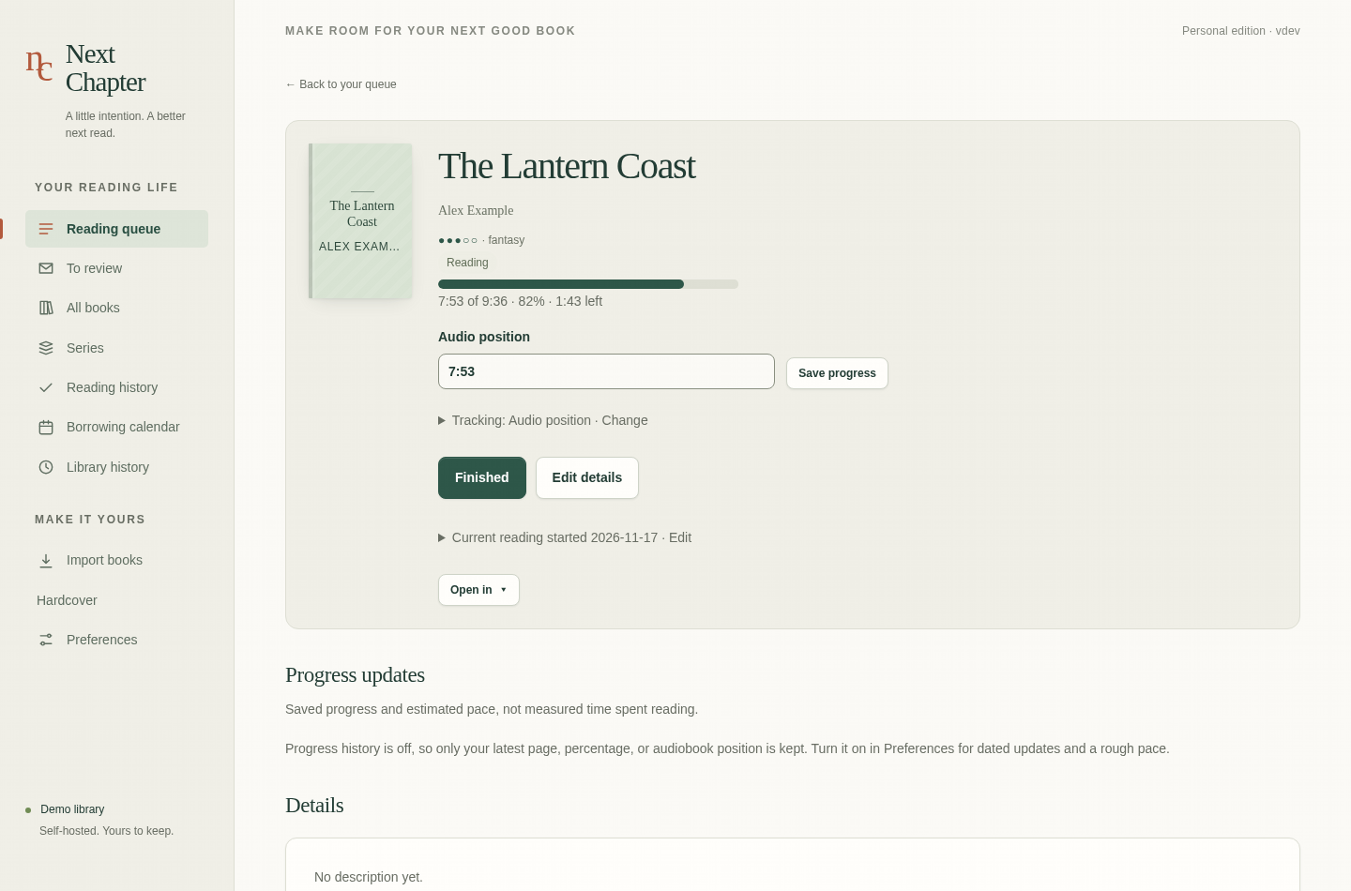 nc
Next
Chapter
A little intention. A better
next read.
YOUR READING LIFE
Reading queue
To review
All books
Series
Reading history
Borrowing calendar
Library history
MAKE IT YOURS
Import books
Hardcover
Preferences
Demo library
Self-hosted. Yours to keep.
MAKE ROOM FOR YOUR NEXT GOOD BOOK
Personal edition · vdev
← Back to your queue
The Lantern
Coast
ALEX EXAM...
The Lantern Coast
Alex Example
●●●○○ · fantasy
Reading
7:53 of 9:36 · 82% · 1:43 left
Audio position
7:53
Save progress
▶ Tracking: Audio position · Change
Finished
Edit details
▶ Current reading started 2026-11-17 · Edit
Open in ▼
Progress updates
Saved progress and estimated pace, not measured time spent reading.
Progress history is off, so only your latest page, percentage, or audiobook position is kept. Turn it on in Preferences for dated updates and a rough pace.
Details
No description yet.